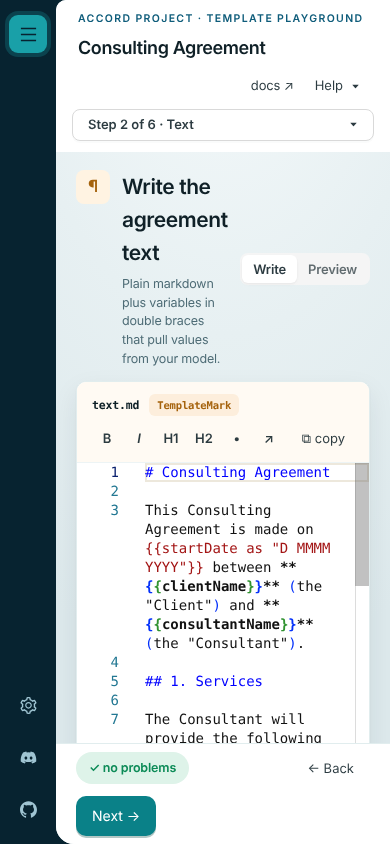 ACCORD PROJECT · TEMPLATE PLAYGROUND
Consulting Agreement
docs ↗ Help
Step 2 of 6 · Text
¶
Write the
agreement
text
Plain markdown
plus variables in
double braces
that pull values
from your model.
Write Preview
text.md TemplateMark
B I H1 H2 • ↗ ⧉ copy
1 # Consulting Agreement
2
3 This Consulting
Agreement is made on
{{startDate as "D MMMM
YYYY"}} between **
{{clientName}}** (the
"Client") and **
{{consultantName}}**
(the "Consultant").
4
5 ## 1. Services
6
7 The Consultant will
provide the following
✓ no problems
← Back
Next →